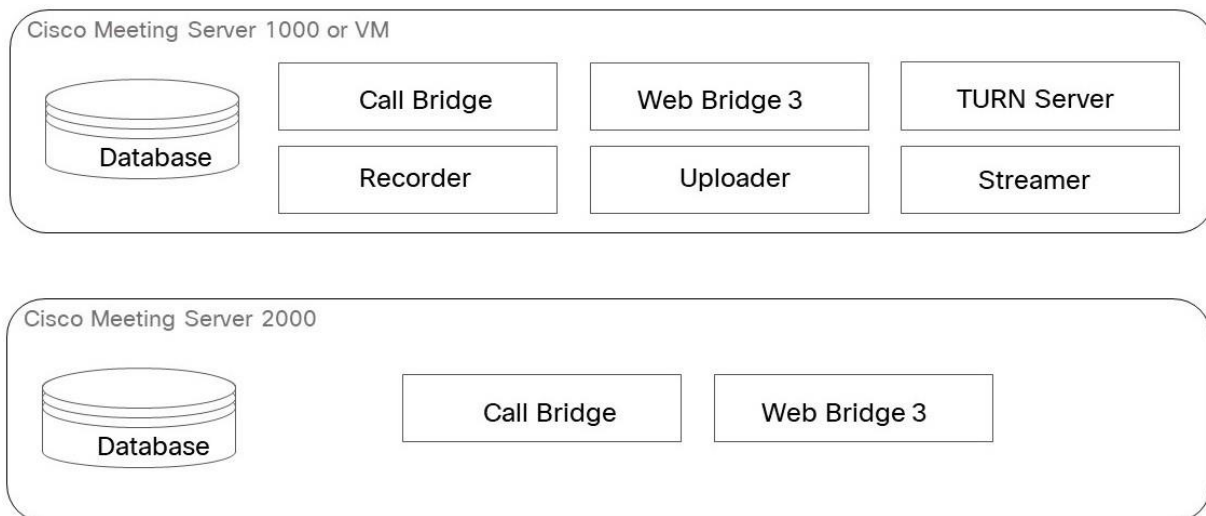 Cisco Meeting Server 1000 or VM
Call Bridge
Web Bridge 3
TURN Server
Database
Recorder
Uploader
Streamer
Cisco Meeting Server 2000
Call Bridge
Web Bridge 3
Database